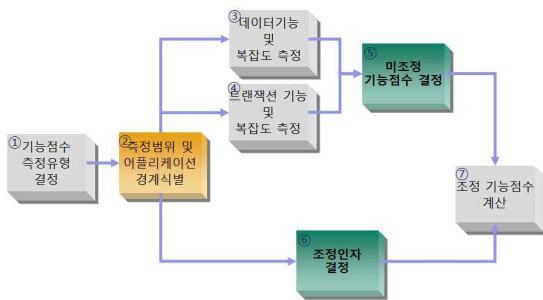 ① 기능점수
측정유형
결정
② 측정범위 및
어플리케이션
경계식별
③ 데이터기능
및
복잡도 측정
④ 트랜잭션 기능
및
복잡도 측정
⑤
미조정
기능점수 결정
⑥
조정인자
결정
⑦
조정 기능점수
계산